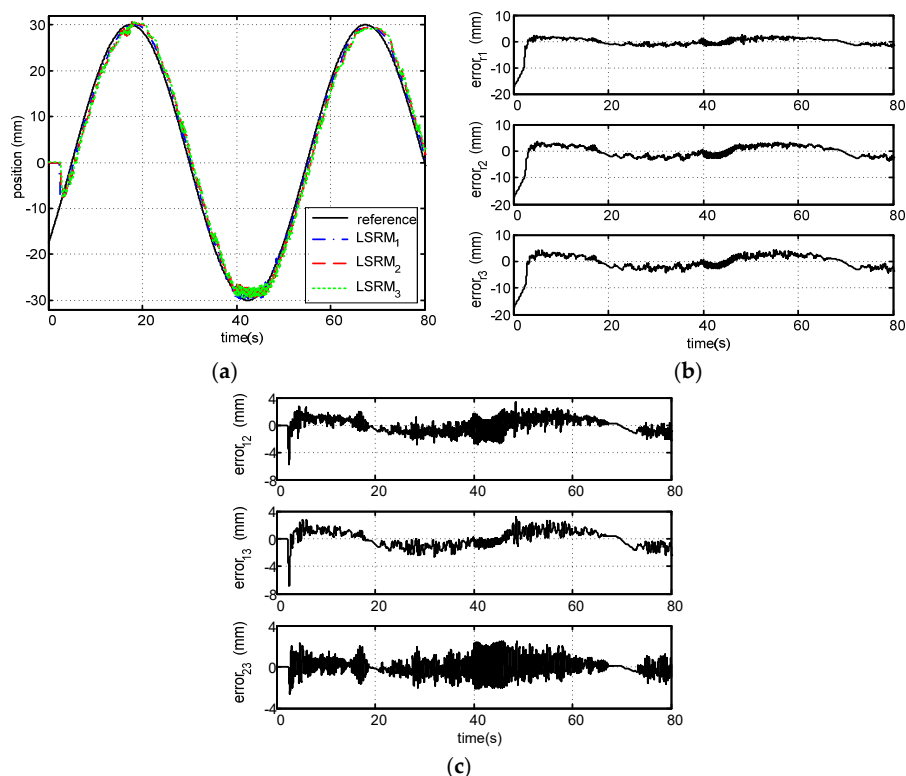 30
20
10
0
-10
-20
-30
position (mm)
reference
LSRM1
LSRM2
LSRM3
0 20 40 60 80
time(s)
(a)
10
0
-10
-20
error_r1 (mm)
0 20 40 60 80
10
0
-10
-20
error_r2 (mm)
0 20 40 60 80
10
0
-10
-20
error_r3 (mm)
0 20 40 60 80
time(s)
(b)
4
0
-4
-8
error12 (mm)
0 20 40 60 80
4
0
-4
-8
error13 (mm)
0 20 40 60 80
4
0
-4
error23 (mm)
0 20 40 60 80
time(s)
(c)